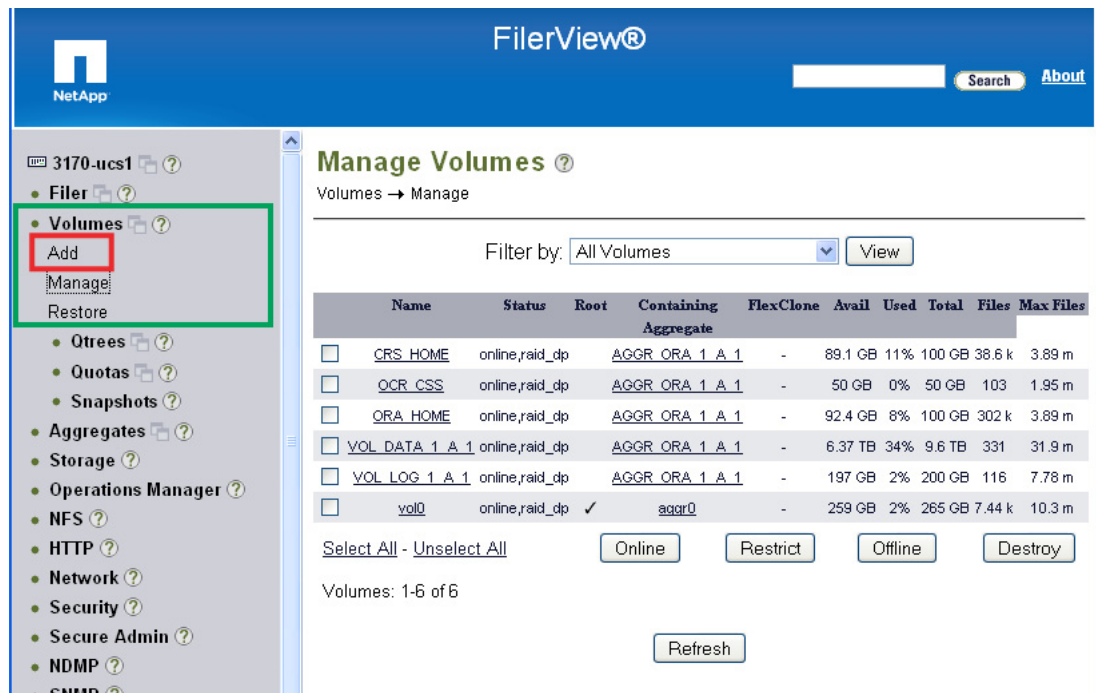 FilerView®
NetApp
Search
About
3170-ucs1
Filer
Volumes
Add
Manage
Restore
Qtrees
Quotas
Snapshots
Aggregates
Storage
Operations Manager
NFS
HTTP
Network
Security
Secure Admin
NDMP
SNMP
Manage Volumes
Volumes → Manage
Filter by: All Volumes View
Name Status Root Containing Aggregate FlexClone Avail Used Total Files Max Files
CRS_HOME online,raid_dp AGGR_ORA_1_A_1 - 89.1 GB 11% 100 GB 38.6 k 3.89 m
OCR_CSS online,raid_dp AGGR_ORA_1_A_1 - 50 GB 0% 50 GB 103 1.95 m
ORA_HOME online,raid_dp AGGR_ORA_1_A_1 - 92.4 GB 8% 100 GB 302 k 3.89 m
VOL_DATA_1_A_1 online,raid_dp AGGR_ORA_1_A_1 - 6.37 TB 34% 9.6 TB 331 31.9 m
VOL_LOG_1_A_1 online,raid_dp AGGR_ORA_1_A_1 - 197 GB 2% 200 GB 116 7.78 m
vol0 online,raid_dp ✓ aggr0 - 259 GB 2% 265 GB 7.44 k 10.3 m
Select All - Unselect All Online Restrict Offline Destroy
Volumes: 1-6 of 6
Refresh